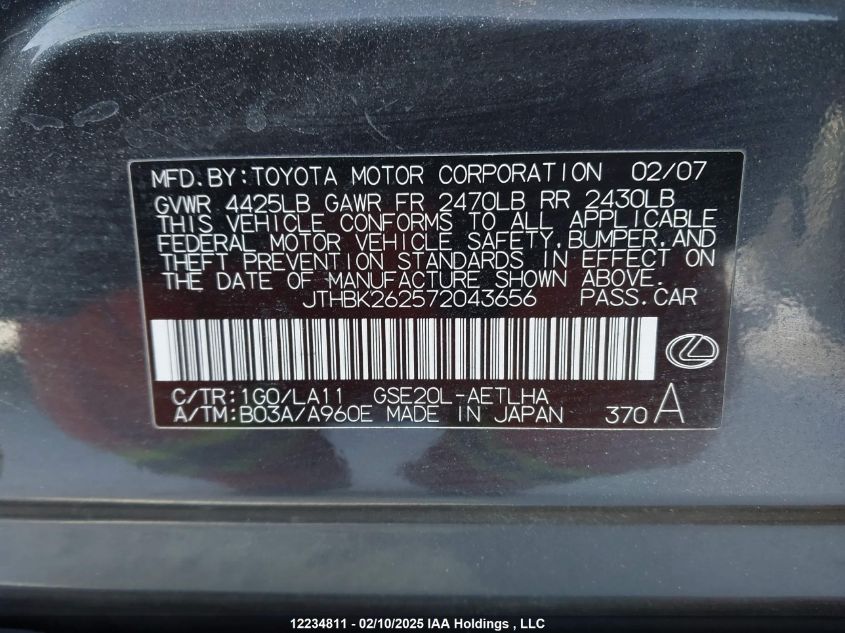 MFD. BY: TOYOTA MOTOR CORPORATION 02/07
GVWR 4425LB GAWR FR 2470LB RR 2430LB
THIS VEHICLE CONFORMS TO ALL APPLICABLE
FEDERAL MOTOR VEHICLE SAFETY, BUMPER, AND
THEFT PREVENTION STANDARDS IN EFFECT ON
THE DATE OF MANUFACTURE SHOWN ABOVE.
JTHBK262572043656 PASS. CAR
C/TR: 1G0/LA11 GSE20L-AETLHA
A/TM: B03A/A960E MADE IN JAPAN 370 A
12234811 - 02/10/2025 IAA Holdings , LLC